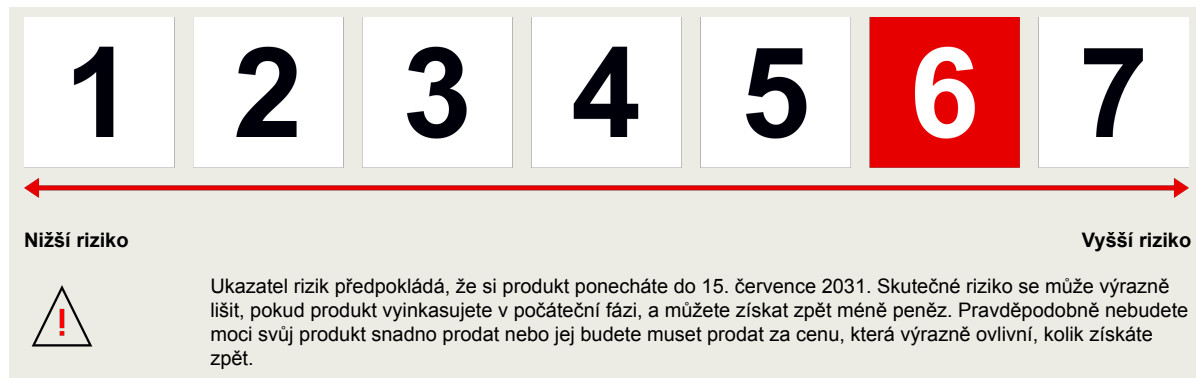 1 2 3 4 5 6 7
Nižší riziko Vyšší riziko
!
Ukazatel rizik předpokládá, že si produkt ponecháte do 15. července 2031. Skutečné riziko se může výrazně
lišit, pokud produkt vyinkasujete v počáteční fázi, a můžete získat zpět méně peněz. Pravděpodobně nebudete
moci svůj produkt snadno prodat nebo jej budete muset prodat za cenu, která výrazně ovlivní, kolik získáte
zpět.